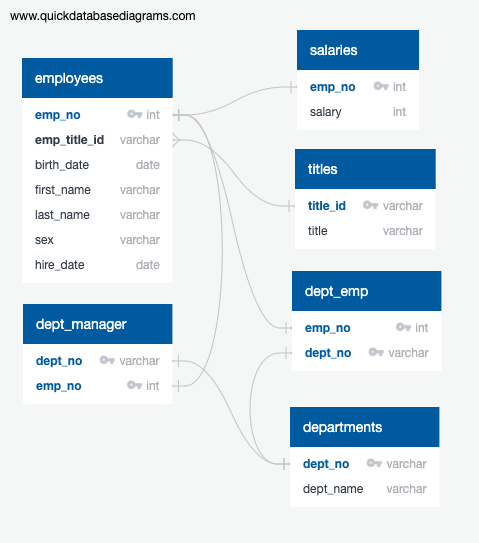 www.quickdatabasediagrams.com
employees
emp_no int
emp_title_id varchar
birth_date date
first_name varchar
last_name varchar
sex varchar
hire_date date
dept_manager
dept_no varchar
emp_no int
salaries
emp_no int
salary int
titles
title_id varchar
title varchar
dept_emp
emp_no int
dept_no varchar
departments
dept_no varchar
dept_name varchar